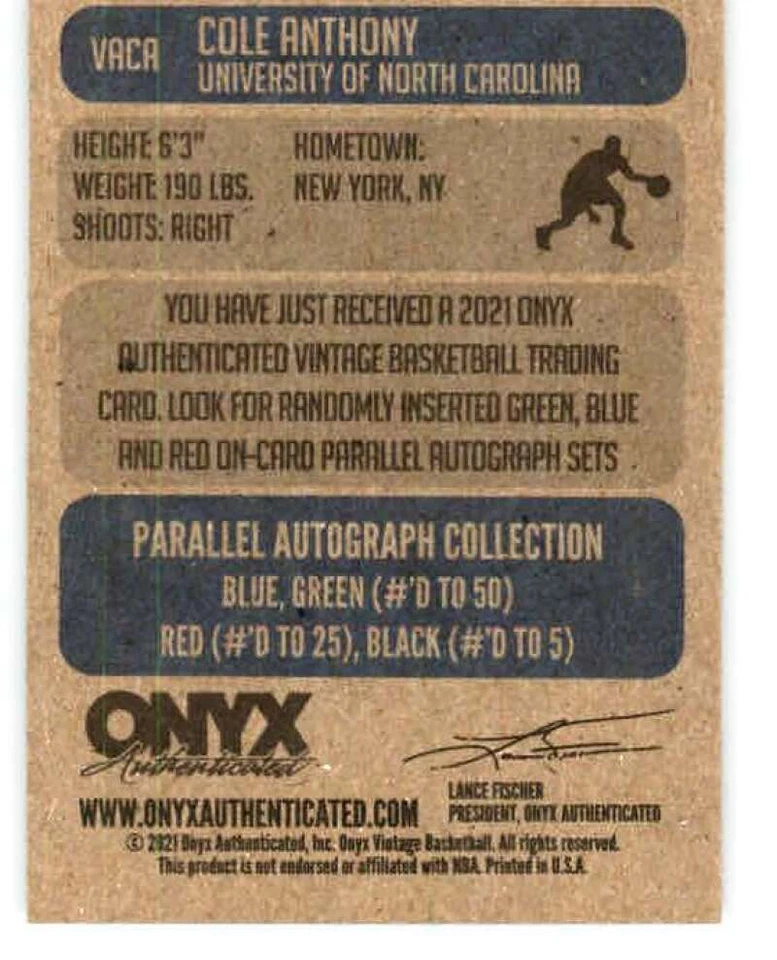 VACA COLE ANTHONY
UNIVERSITY OF NORTH CAROLINA
HEIGHT: 6'3" HOMETOWN:
WEIGHT: 190 LBS. NEW YORK, NY
SHOOTS: RIGHT
YOU HAVE JUST RECEIVED A 2021 ONYX
AUTHENTICATED VINTAGE BASKETBALL TRADING
CARD. LOOK FOR RANDOMLY INSERTED GREEN, BLUE
AND RED ON-CARD PARALLEL AUTOGRAPH SETS
PARALLEL AUTOGRAPH COLLECTION
BLUE, GREEN (#'D TO 50)
RED (#'D TO 25), BLACK (#'D TO 5)
ONYX
Authenticated
LANCE FISCHER
WWW.ONYXAUTHENTICATED.COM PRESIDENT, ONYX AUTHENTICATED
© 2021 Onyx Authenticated, Inc. Onyx Vintage Basketball. All rights reserved.
This product is not endorsed or affiliated with NBA. Printed in U.S.A.